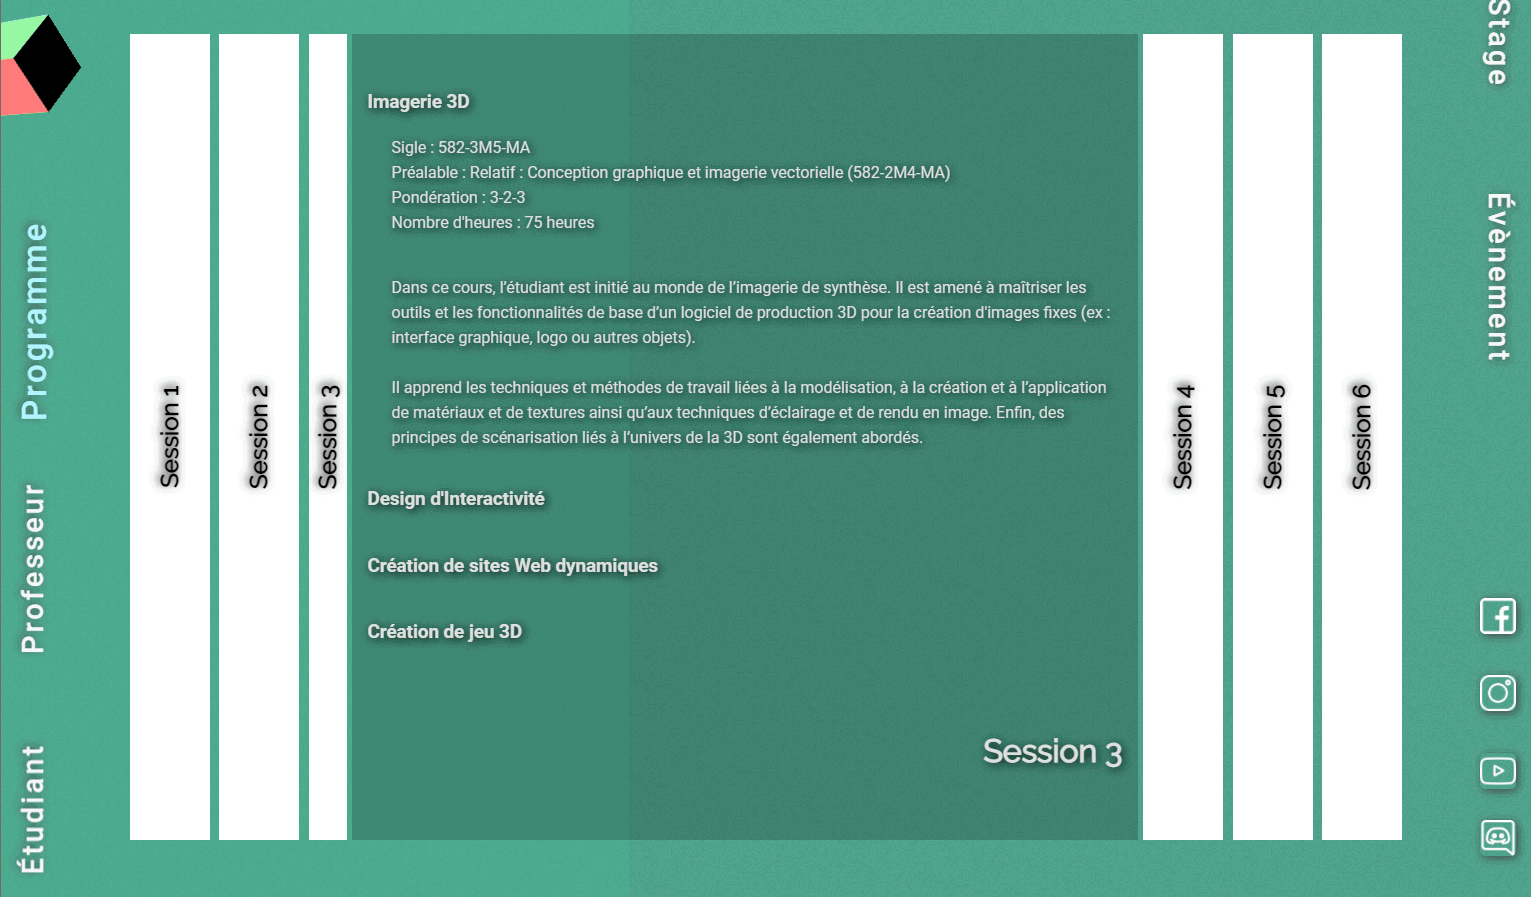 Programme
Professeur
Étudiant
Session 1
Session 2
Session 3
Imagerie 3D
Sigle : 582-3M5-MA
Préalable : Relatif : Conception graphique et imagerie vectorielle (582-2M4-MA)
Pondération : 3-2-3
Nombre d'heures : 75 heures
Dans ce cours, l’étudiant est initié au monde de l’imagerie de synthèse. Il est amené à maîtriser les
outils et les fonctionnalités de base d’un logiciel de production 3D pour la création d'images fixes (ex :
interface graphique, logo ou autres objets).
Il apprend les techniques et méthodes de travail liées à la modélisation, à la création et à l’application
de matériaux et de textures ainsi qu’aux techniques d’éclairage et de rendu en image. Enfin, des
principes de scénarisation liés à l’univers de la 3D sont également abordés.
Design d'Interactivité
Création de sites Web dynamiques
Création de jeu 3D
Session 3
Session 4
Session 5
Session 6
Stage
Évènement